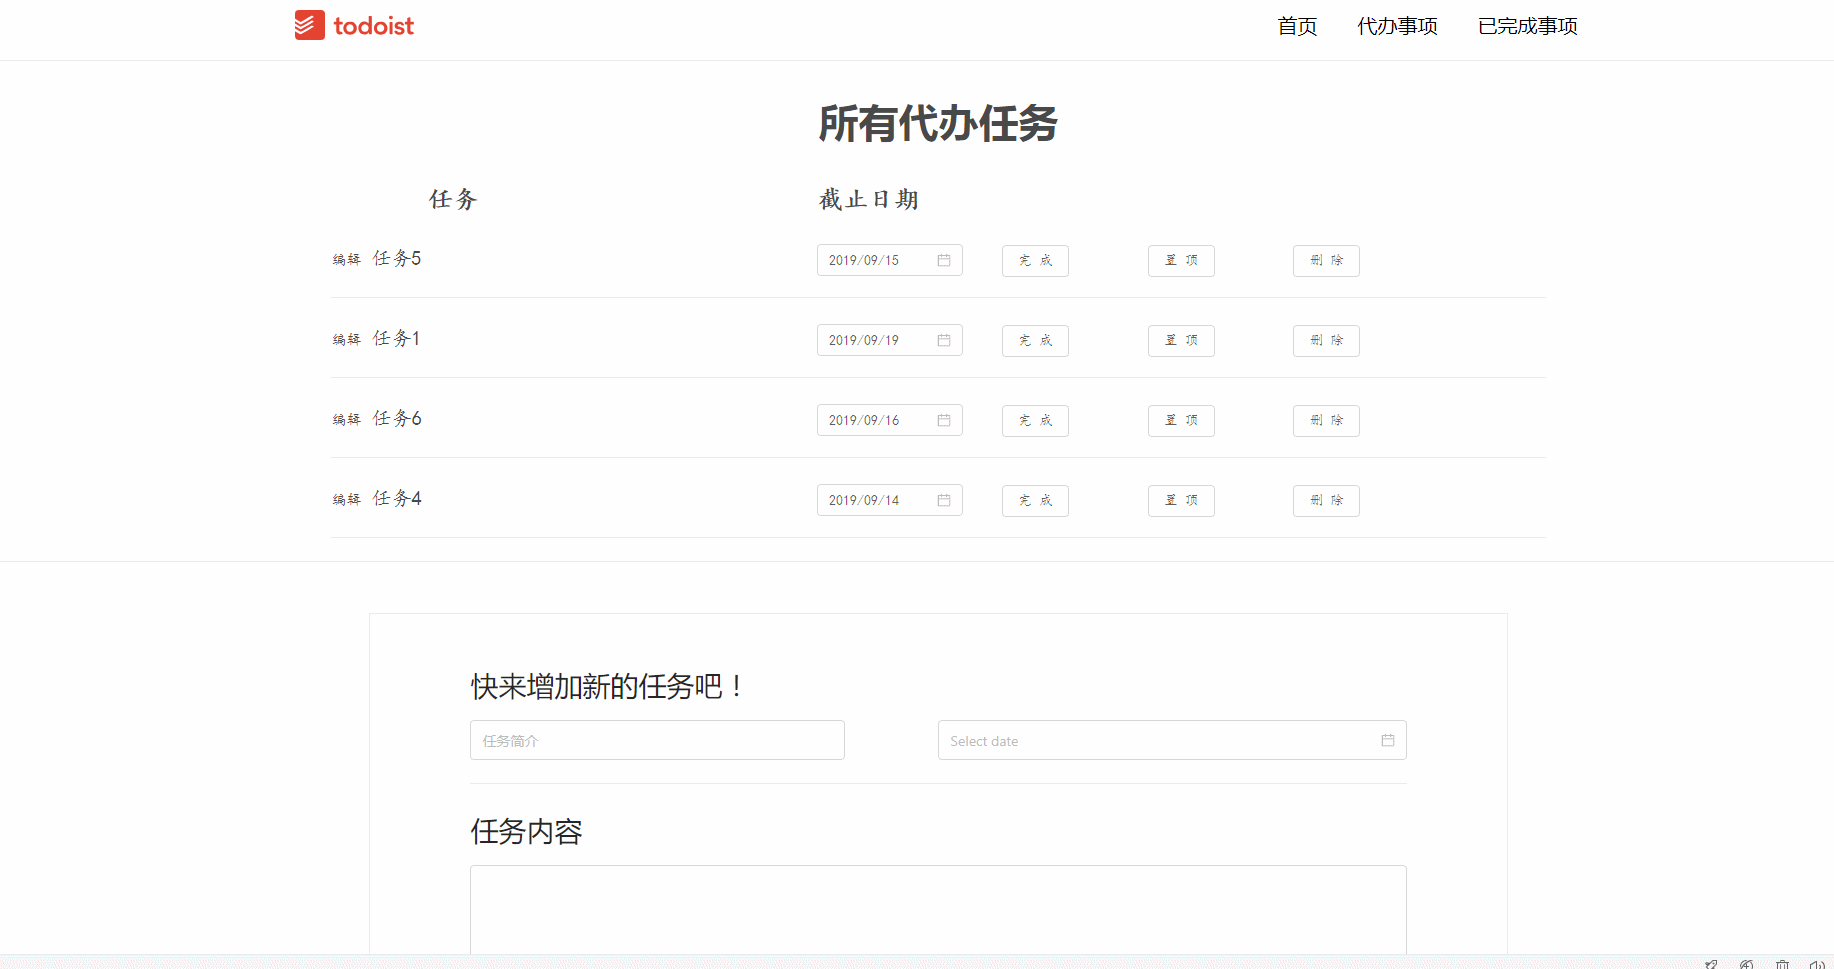 todoist 首页 代办事项 已完成事项
所有代办任务
任务 截止日期
编辑 任务5 2019/09/15 完 成 置 顶 删 除
编辑 任务1 2019/09/19 完 成 置 顶 删 除
编辑 任务6 2019/09/16 完 成 置 顶 删 除
编辑 任务4 2019/09/14 完 成 置 顶 删 除
快来增加新的任务吧！
任务简介 Select date
任务内容